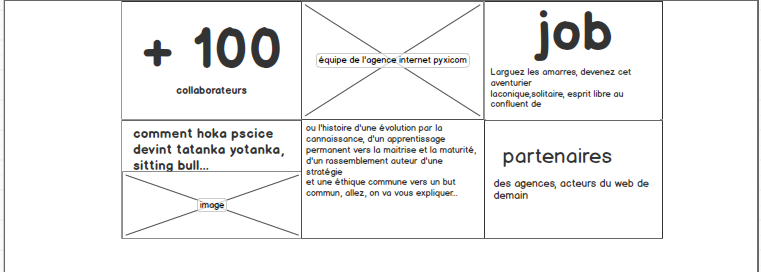 + 100
collaborateurs
équipe de l'agence internet pyxicom
job
Larguez les amarres, devenez cet
aventurier
laconique,solitaire, esprit libre au
confluent de
comment hoka pscice
devint tatanka yotanka,
sitting bull...
image
ou l'histoire d'une évolution par la
cannaissance, d'un apprentissage
permanent vers la maitrise et la maturité,
d'un rassemblement auteur d'une
stratégie
et une éthique commune vers un but
commun, allez, on va vous expliquer..
partenaires
des agences, acteurs du web de
demain